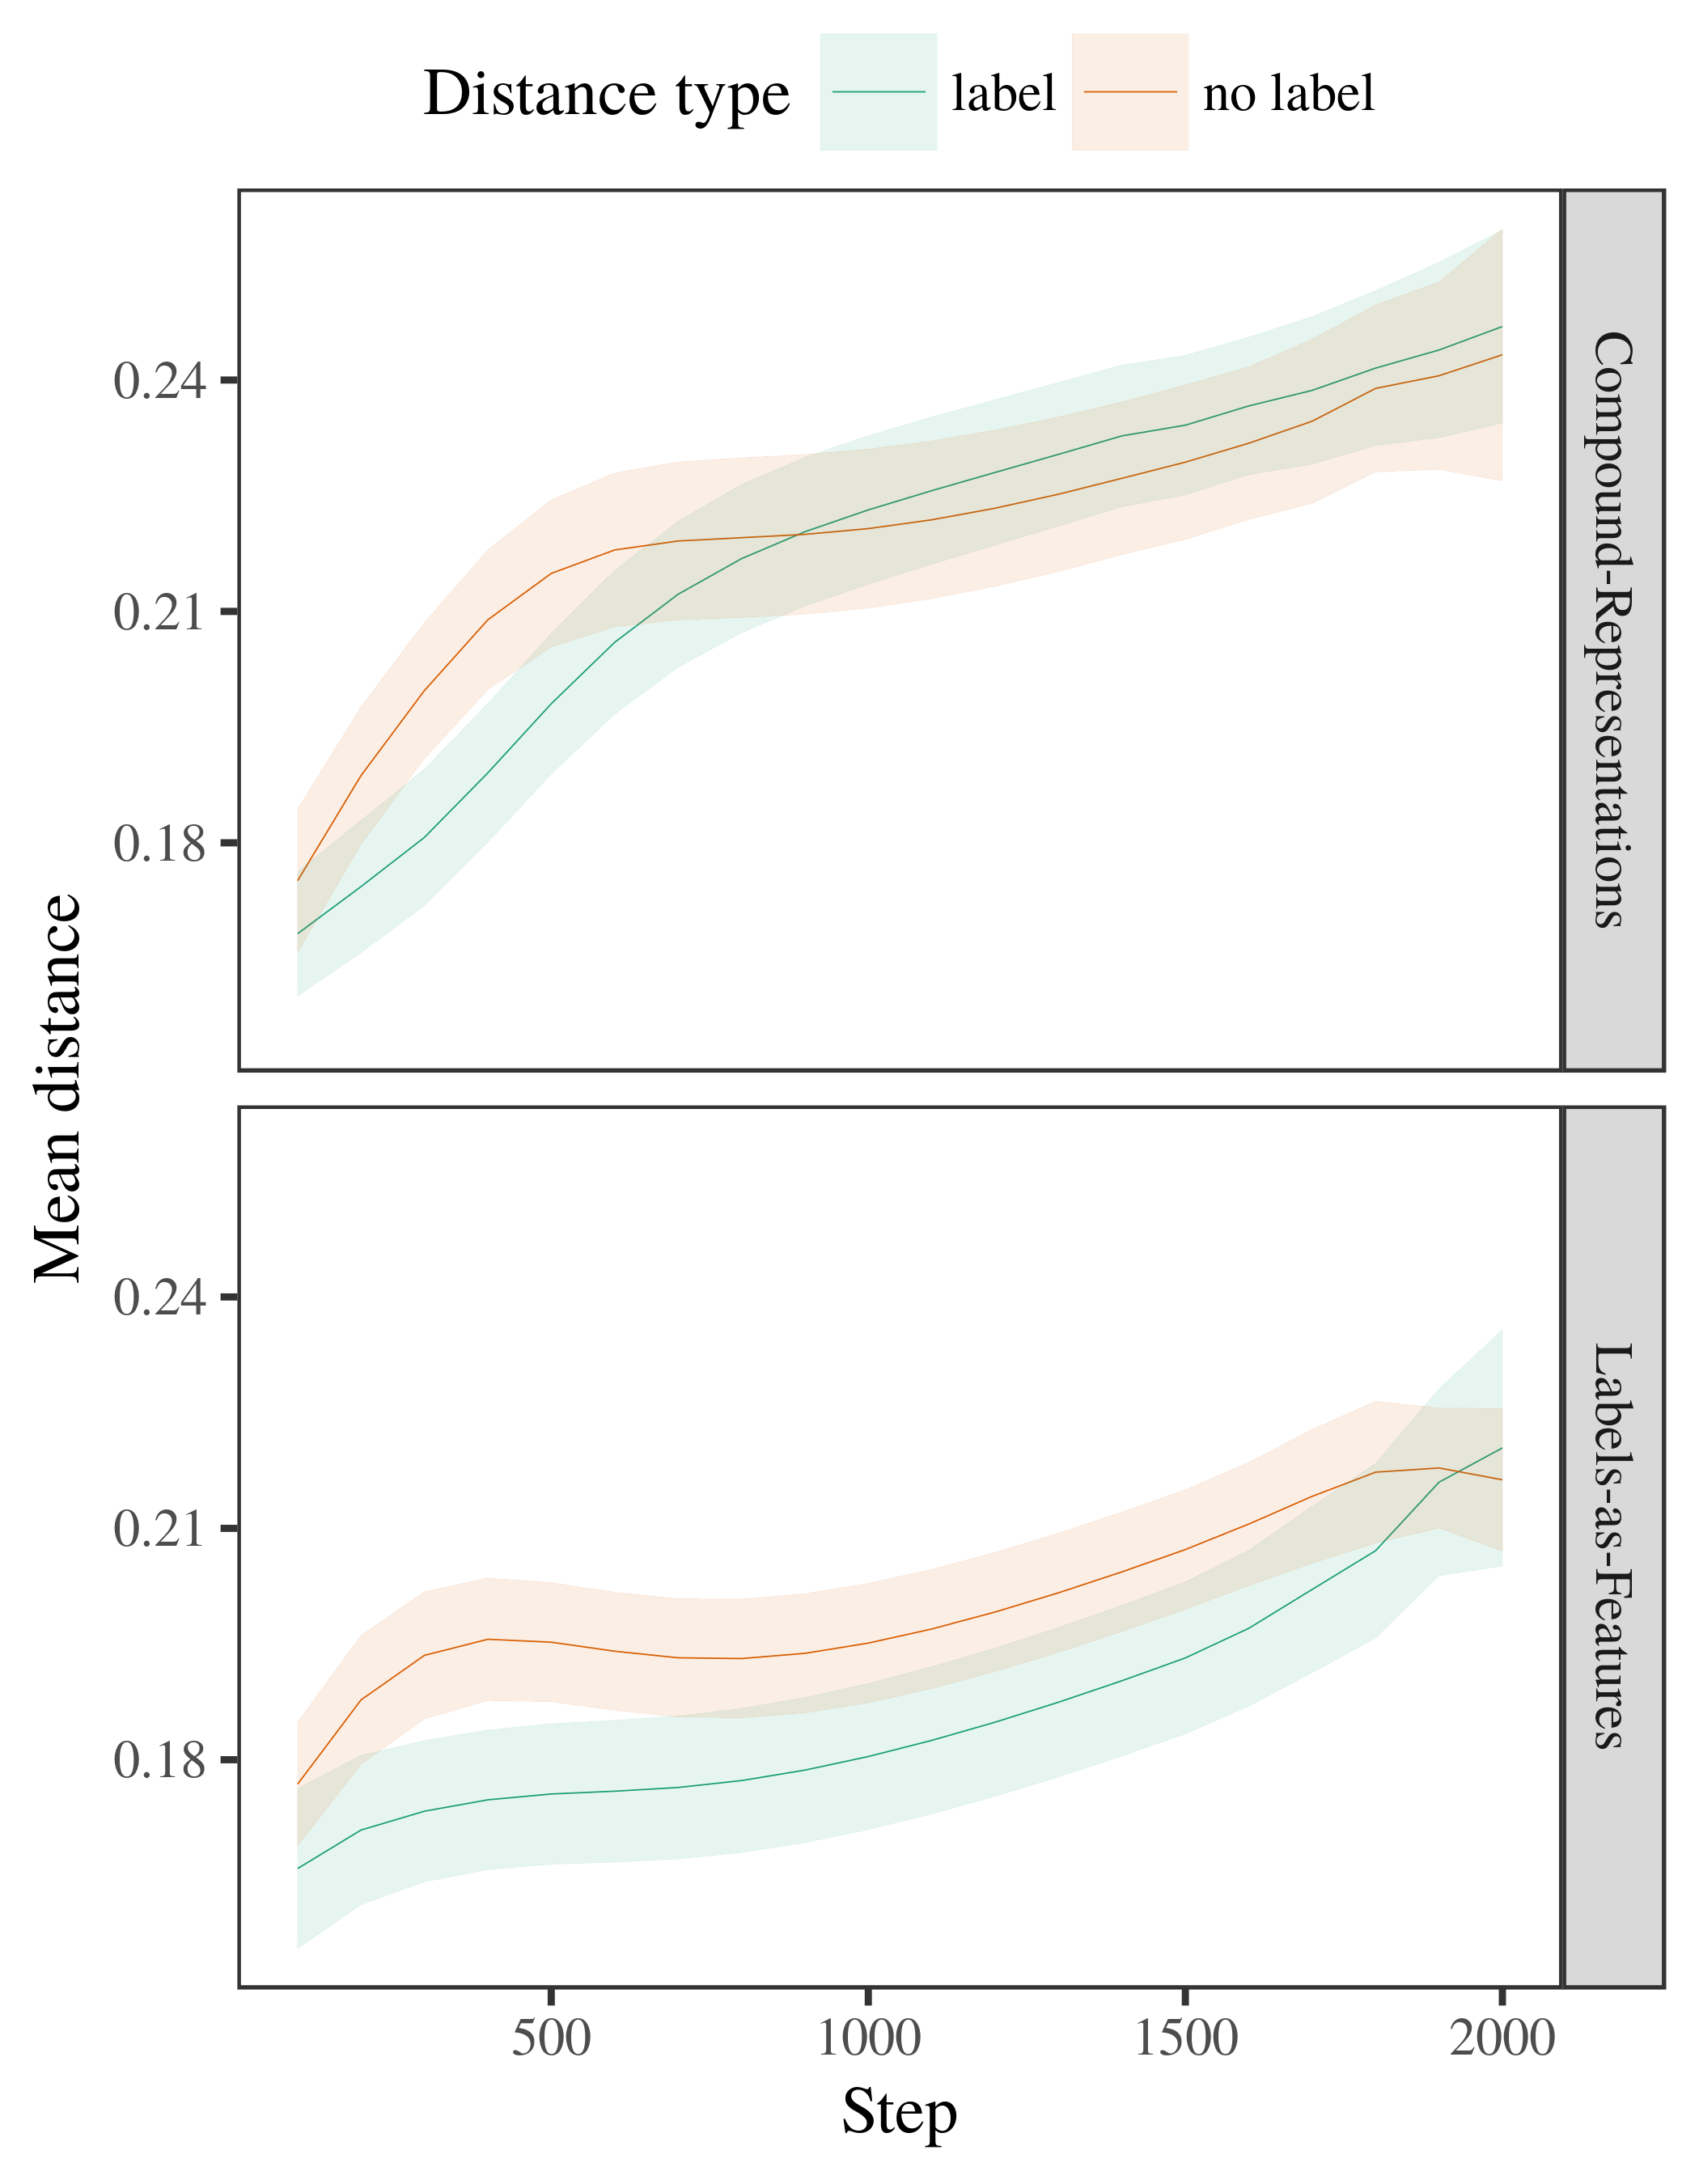 Distance type label no label
Mean distance
0.24
0.21
0.18
Compound-Representations
0.24
0.21
0.18
Labels-as-Features
500 1000 1500 2000
Step